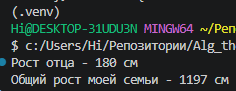 (.venv)
Hi@DESKTOP-31UDU3N MINGW64 ~/Репо
$ c:/Users/Hi/Репозитории/Alg_th
Рост отца - 180 см
Общий рост моей семьи - 1197 см